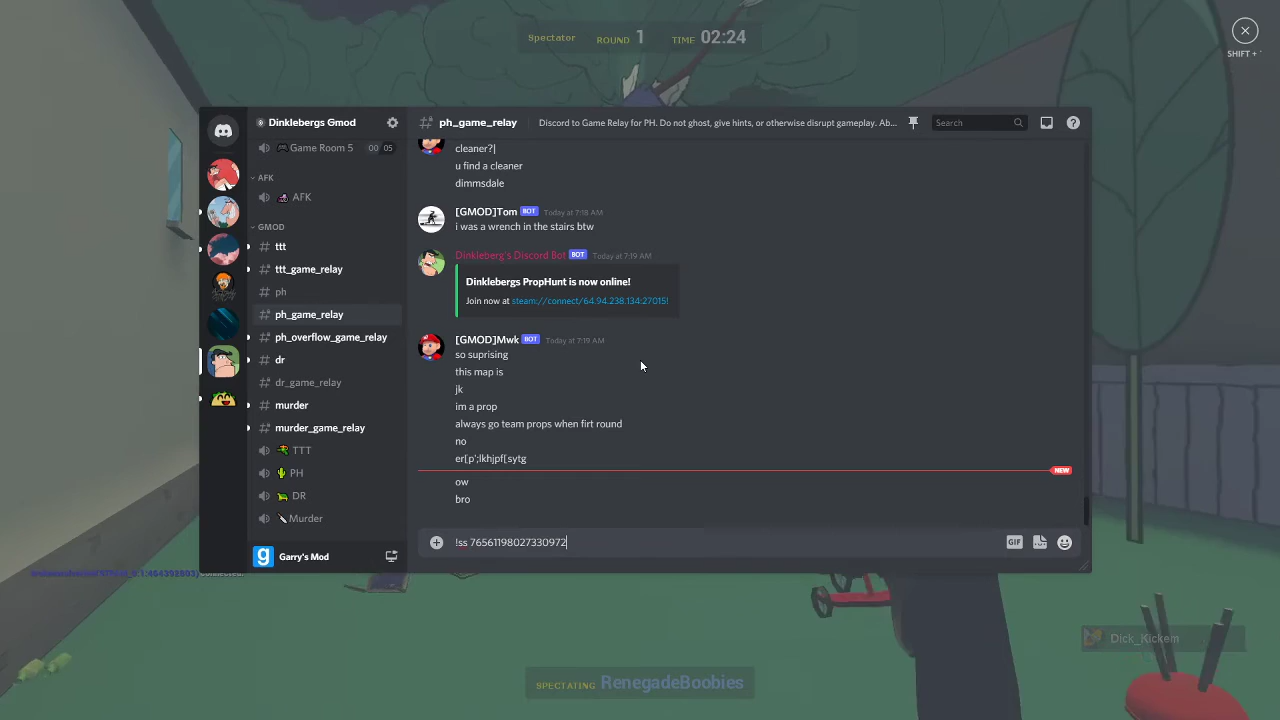 Spectator ROUND 1 TIME 02:24
SHIFT + `
Dinklebergs Gmod
Game Room 5 00 05
AFK
AFK
GMOD
ttt
ttt_game_relay
ph
ph_game_relay
ph_overflow_game_relay
dr
dr_game_relay
murder
murder_game_relay
TTT
PH
DR
Murder
Garry's Mod
ph_game_relay Discord to Game Relay for PH. Do not ghost, give hints, or otherwise disrupt gameplay. Ab... Search
cleaner?|
u find a cleaner
dimmsdale
[GMOD]Tom BOT Today at 7:18 AM
i was a wrench in the stairs btw
Dinkleberg's Discord Bot BOT Today at 7:19 AM
Dinklebergs PropHunt is now online!
Join now at steam://connect/64.94.238.134:27015!
[GMOD]Mwk BOT Today at 7:19 AM
so suprising
this map is
jk
im a prop
always go team props when firt round
no
er[p';lkhjpf[sytg
NEW
ow
bro
!ss 76561198027330972
GIF
Connected.
Dick_Kickem
SPECTATING RenegadeBoobies